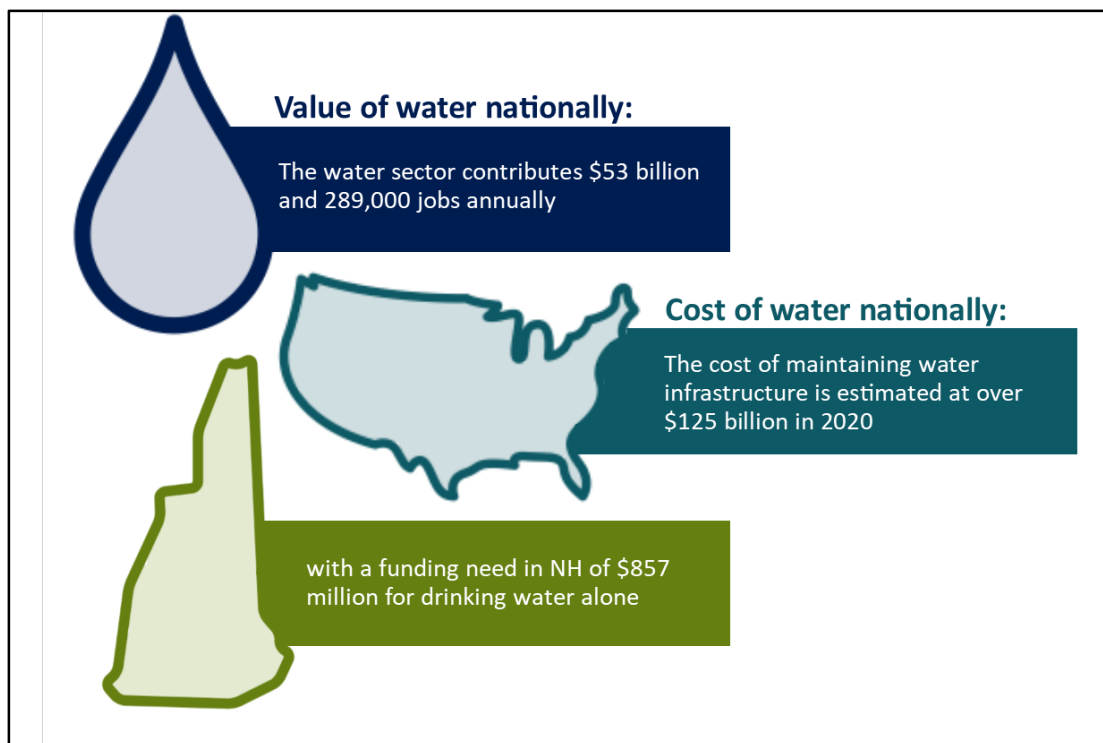 Value of water nationally:
The water sector contributes $53 billion
and 289,000 jobs annually
Cost of water nationally:
The cost of maintaining water
infrastructure is estimated at over
$125 billion in 2020
with a funding need in NH of $857
million for drinking water alone